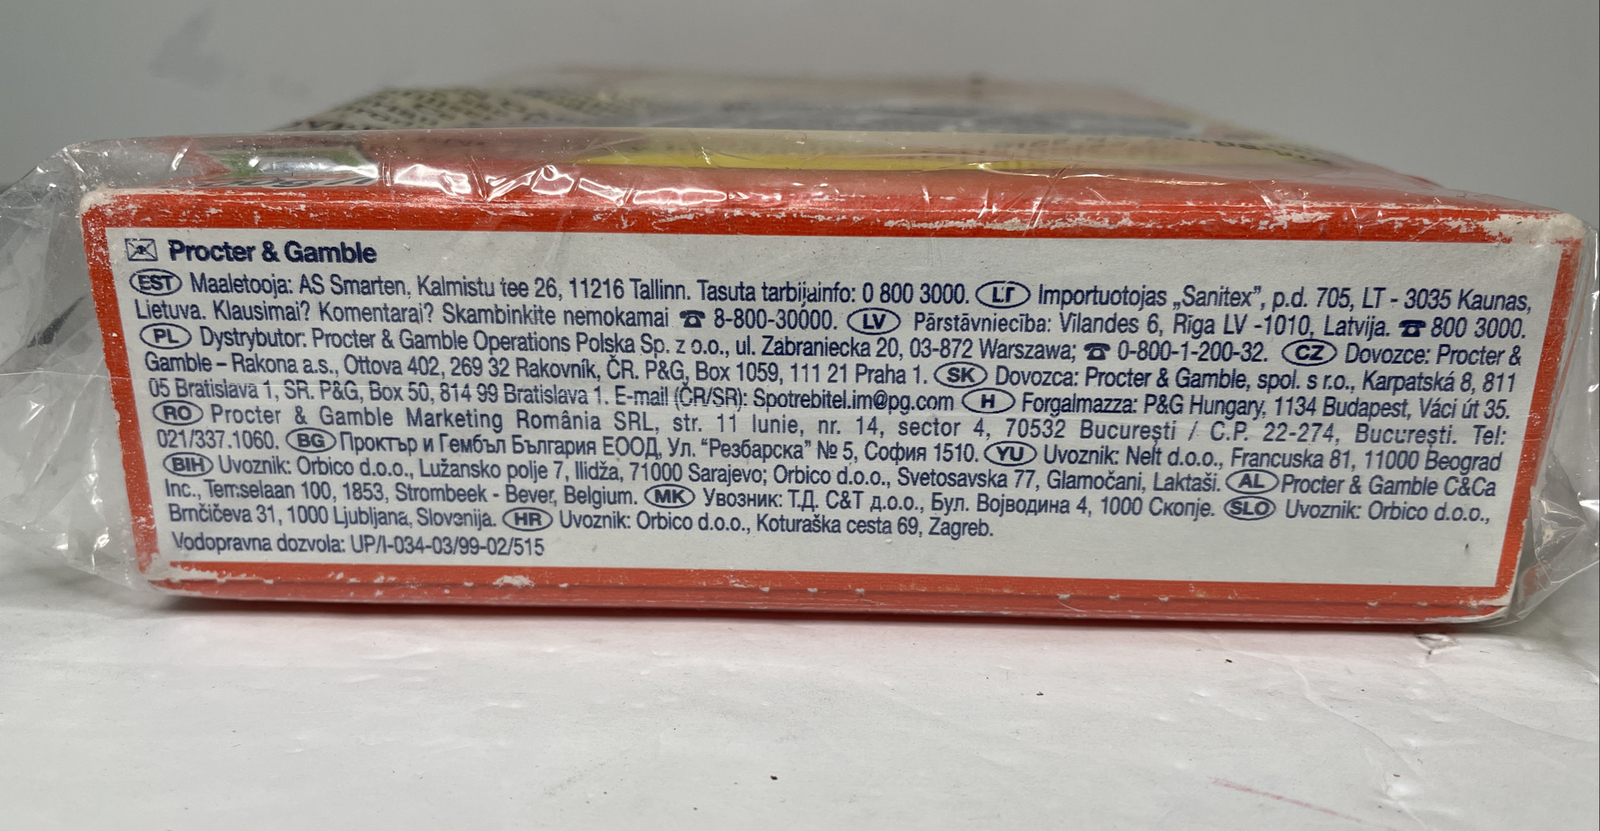 Procter & Gamble
EST Maaletooja: AS Smarten, Kalmistu tee 26, 11216 Tallinn. Tasuta tarbijainfo: 0 800 3000. LT Importuotojas „Sanitex”, p.d. 705, LT - 3035 Kaunas,
Lietuva. Klausimai? Komentarai? Skambinkite nemokamai ☎ 8-800-30000. LV Pārstāvniecība: Vīlandes 6, Rīga LV -1010, Latvija. ☎ 800 3000.
PL Dystrybutor: Procter & Gamble Operations Polska Sp. z o.o., ul. Zabraniecka 20, 03-872 Warszawa; ☎ 0-800-1-200-32. CZ Dovozce: Procter &
Gamble – Rakona a.s., Ottova 402, 269 32 Rakovník, ČR. P&G, Box 1059, 111 21 Praha 1. SK Dovozca: Procter & Gamble, spol. s r.o., Karpatská 8, 811
05 Bratislava 1, SR. P&G, Box 50, 814 99 Bratislava 1. E-mail (ČR/SR): Spotrebitel.im@pg.com H Forgalmazza: P&G Hungary, 1134 Budapest, Váci út 35.
RO Procter & Gamble Marketing România SRL, str. 11 Iunie, nr. 14, sector 4, 70532 Bucureşti / C.P. 22-274, Bucureşti. Tel:
021/337.1060. BG Проктър и Гембъл България ЕООД, Ул. “Резбарска” № 5, София 1510. YU Uvoznik: Nelt d.o.o., Francuska 81, 11000 Beograd
BIH Uvoznik: Orbico d.o.o., Lužansko polje 7, Ilidža, 71000 Sarajevo; Orbico d.o.o., Svetosavska 77, Glamočani, Laktaši. AL Procter & Gamble C&Ca
Inc., Temselaan 100, 1853, Strombeek - Bever, Belgium. MK Увозник: Т.Д. С&Т д.о.о., Бул. Војводина 4, 1000 Скопје. SLO Uvoznik: Orbico d.o.o.,
Brnčičeva 31, 1000 Ljubljana, Slovenija. HR Uvoznik: Orbico d.o.o., Koturaška cesta 69, Zagreb.
Vodopravna dozvola: UP/I-034-03/99-02/515